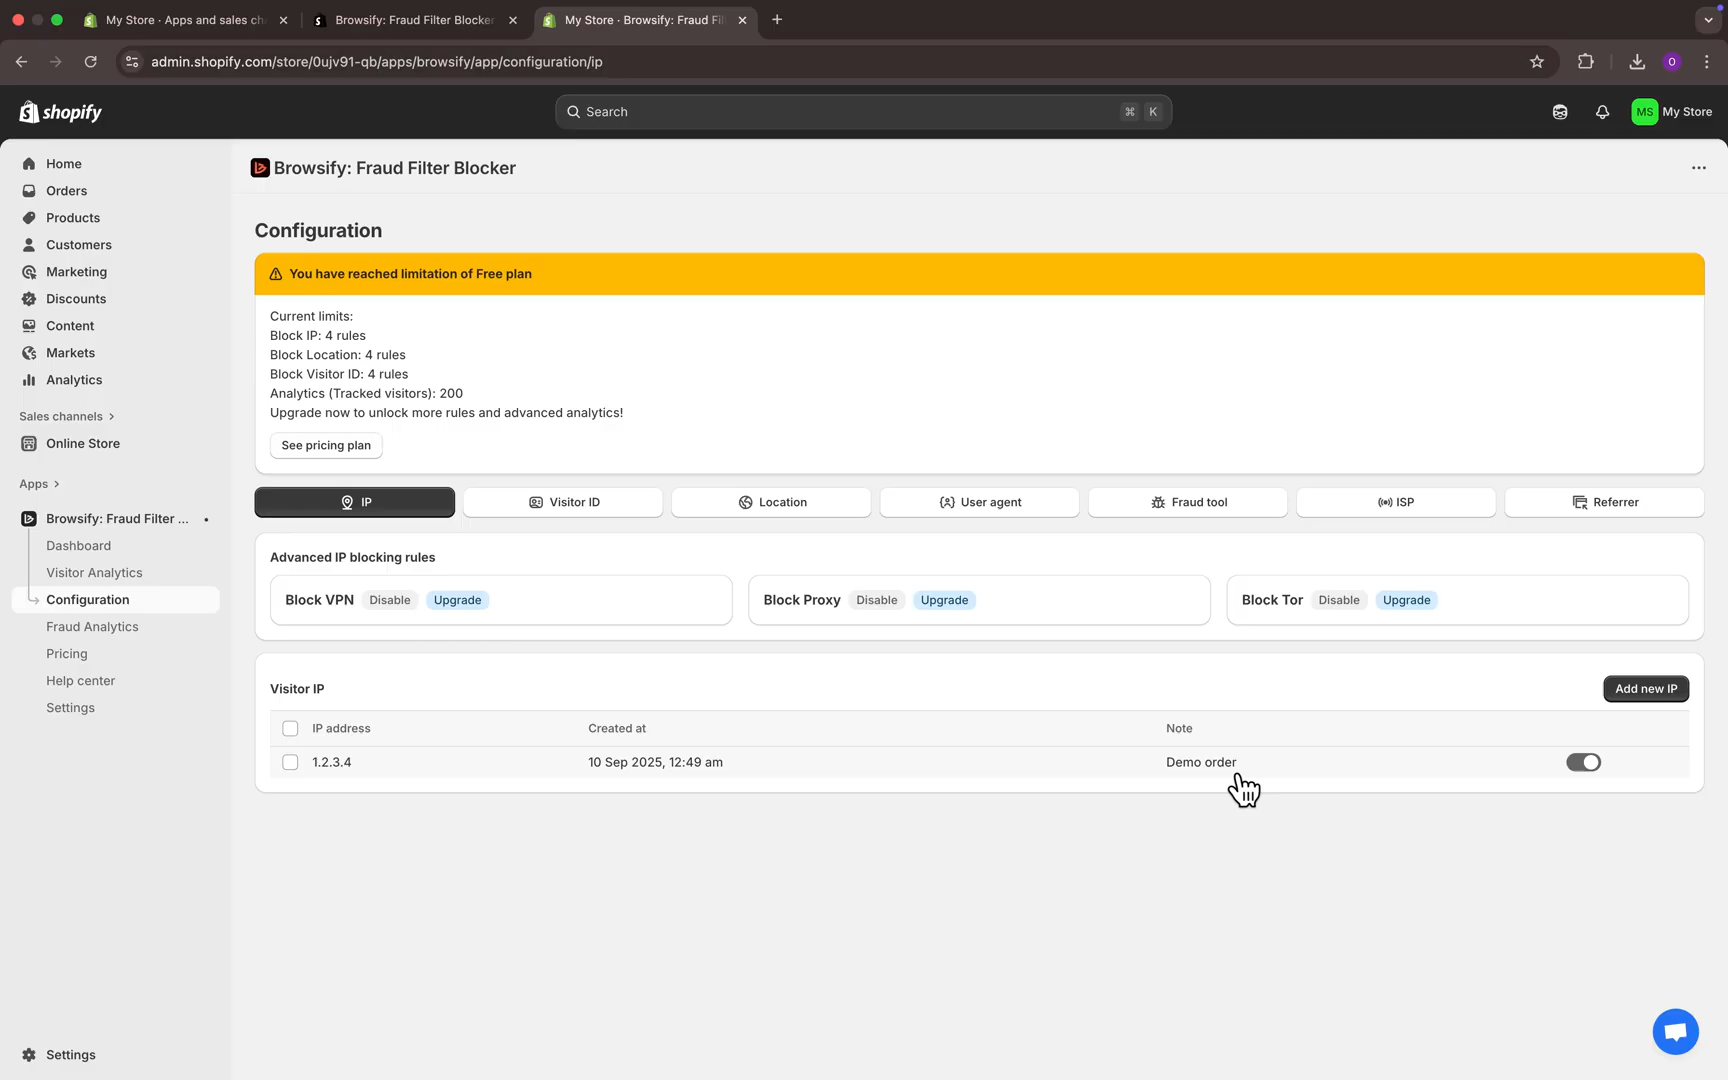 My Store · Apps and sales ch
Browsify: Fraud Filter Blocker
My Store · Browsify: Fraud Fil
admin.shopify.com/store/0ujv91-qb/apps/browsify/app/configuration/ip
O
shopify
Search
⌘ K
MS My Store
Home
Orders
Products
Customers
Marketing
Discounts
Content
Markets
Analytics
Sales channels
Online Store
Apps
Browsify: Fraud Filter ...
Dashboard
Visitor Analytics
Configuration
Fraud Analytics
Pricing
Help center
Settings
Settings
Browsify: Fraud Filter Blocker
Configuration
You have reached limitation of Free plan
Current limits:
Block IP: 4 rules
Block Location: 4 rules
Block Visitor ID: 4 rules
Analytics (Tracked visitors): 200
Upgrade now to unlock more rules and advanced analytics!
See pricing plan
IP
Visitor ID
Location
User agent
Fraud tool
ISP
Referrer
Advanced IP blocking rules
Block VPN Disable Upgrade
Block Proxy Disable Upgrade
Block Tor Disable Upgrade
Visitor IP
Add new IP
IP address Created at Note
1.2.3.4 10 Sep 2025, 12:49 am Demo order